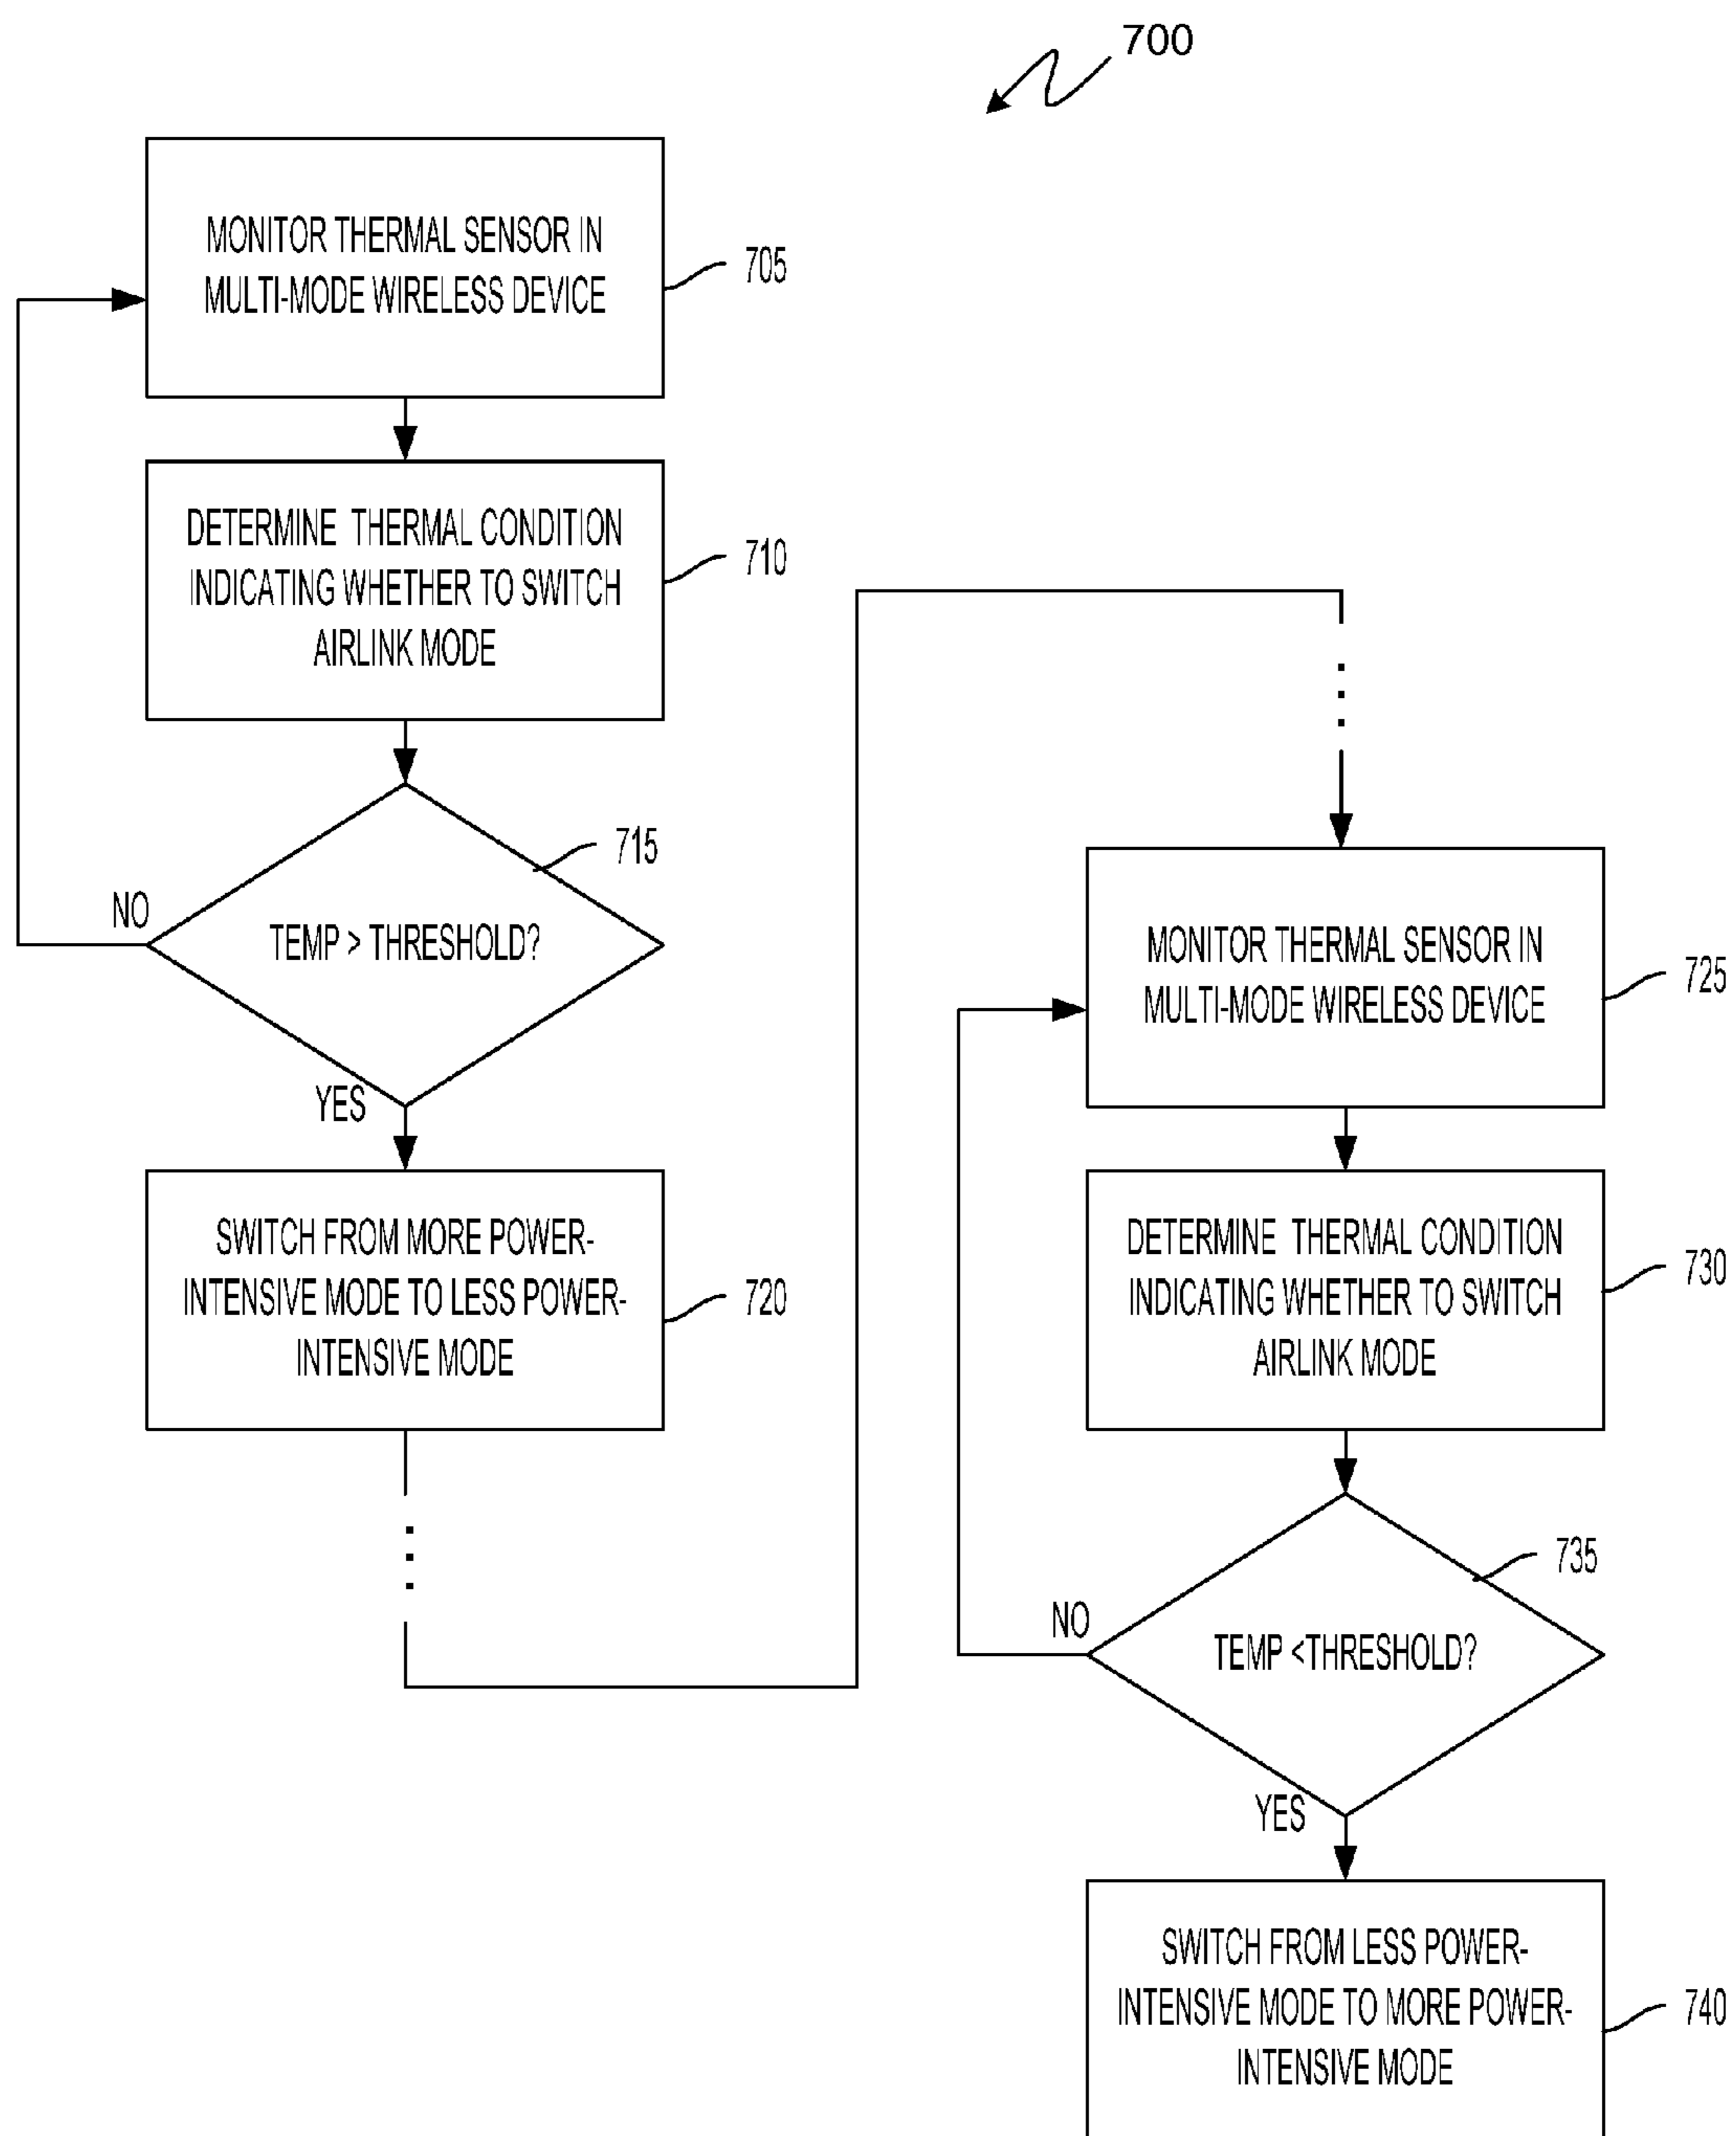 700
MONITOR THERMAL SENSOR IN
MULTI-MODE WIRELESS DEVICE
705
DETERMINE THERMAL CONDITION
INDICATING WHETHER TO SWITCH
AIRLINK MODE
710
715
TEMP > THRESHOLD?
NO
YES
SWITCH FROM MORE POWER-
INTENSIVE MODE TO LESS POWER-
INTENSIVE MODE
720
MONITOR THERMAL SENSOR IN
MULTI-MODE WIRELESS DEVICE
725
DETERMINE THERMAL CONDITION
INDICATING WHETHER TO SWITCH
AIRLINK MODE
730
735
TEMP <THRESHOLD?
NO
YES
SWITCH FROM LESS POWER-
INTENSIVE MODE TO MORE POWER-
INTENSIVE MODE
740